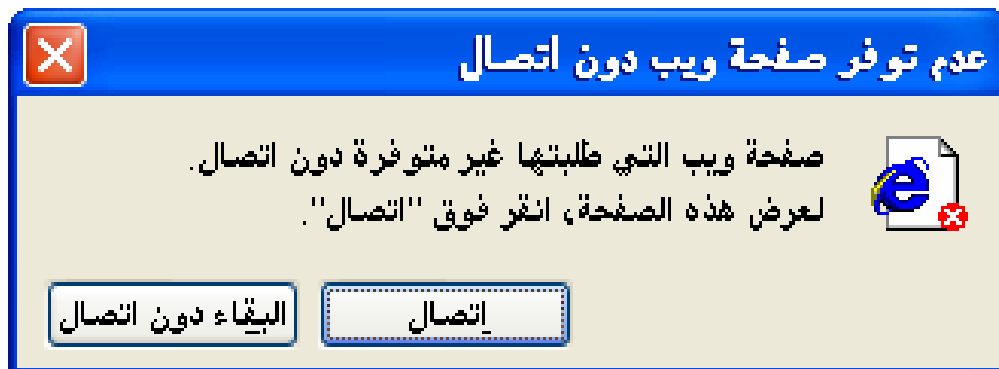 عدم توفر صفحة ويب دون اتصال
صفحة ويب التي طلبتها غير متوفرة دون اتصال.
لعرض هذه الصفحة، انقر فوق "اتصال".
إتصال
البقاء دون اتصال